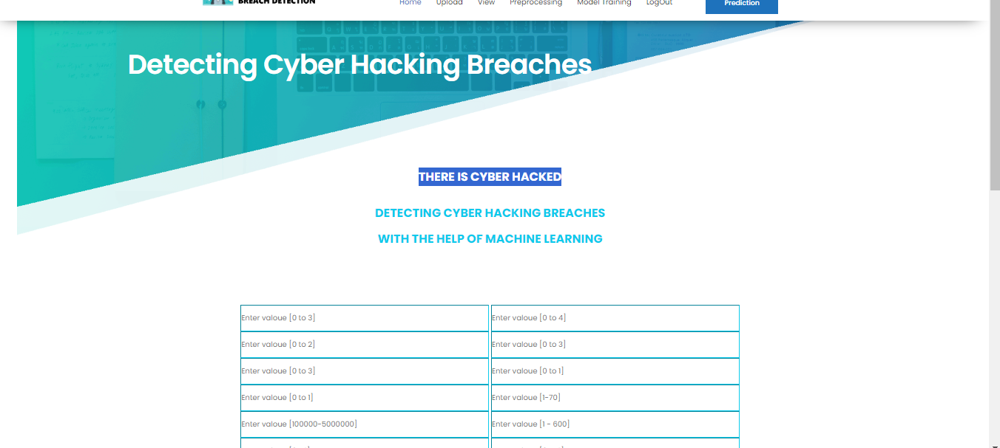 BREACH DETECTION
Home Upload View Preprocessing Model Training LogOut Prediction
Detecting Cyber Hacking Breaches
THERE IS CYBER HACKED
DETECTING CYBER HACKING BREACHES
WITH THE HELP OF MACHINE LEARNING
Enter valoue [0 to 3] Enter valoue [0 to 4]
Enter valoue [0 to 2] Enter valoue [0 to 3]
Enter valoue [0 to 3] Enter valoue [0 to 1]
Enter valoue [0 to 1] Enter valoue [1-70]
Enter valoue [100000-5000000] Enter valoue [1 - 600]